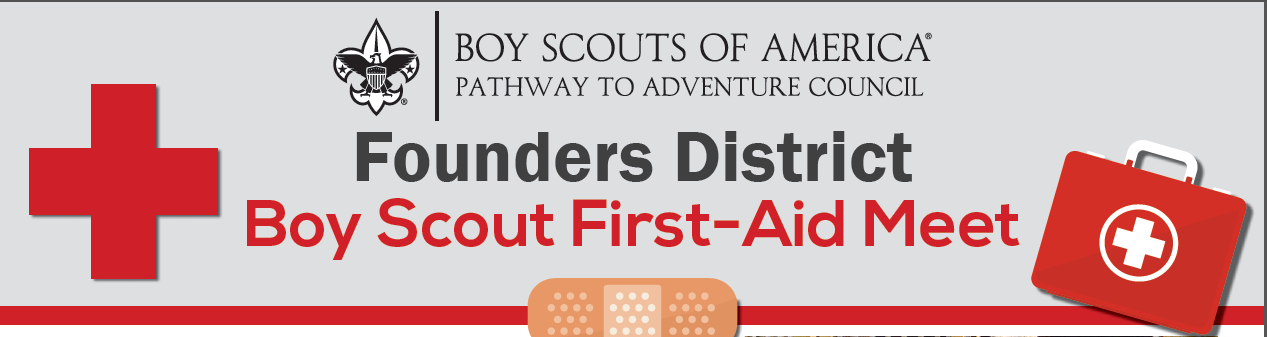 BOY SCOUTS OF AMERICA®
PATHWAY TO ADVENTURE COUNCIL
®
Founders District
Boy Scout First-Aid Meet